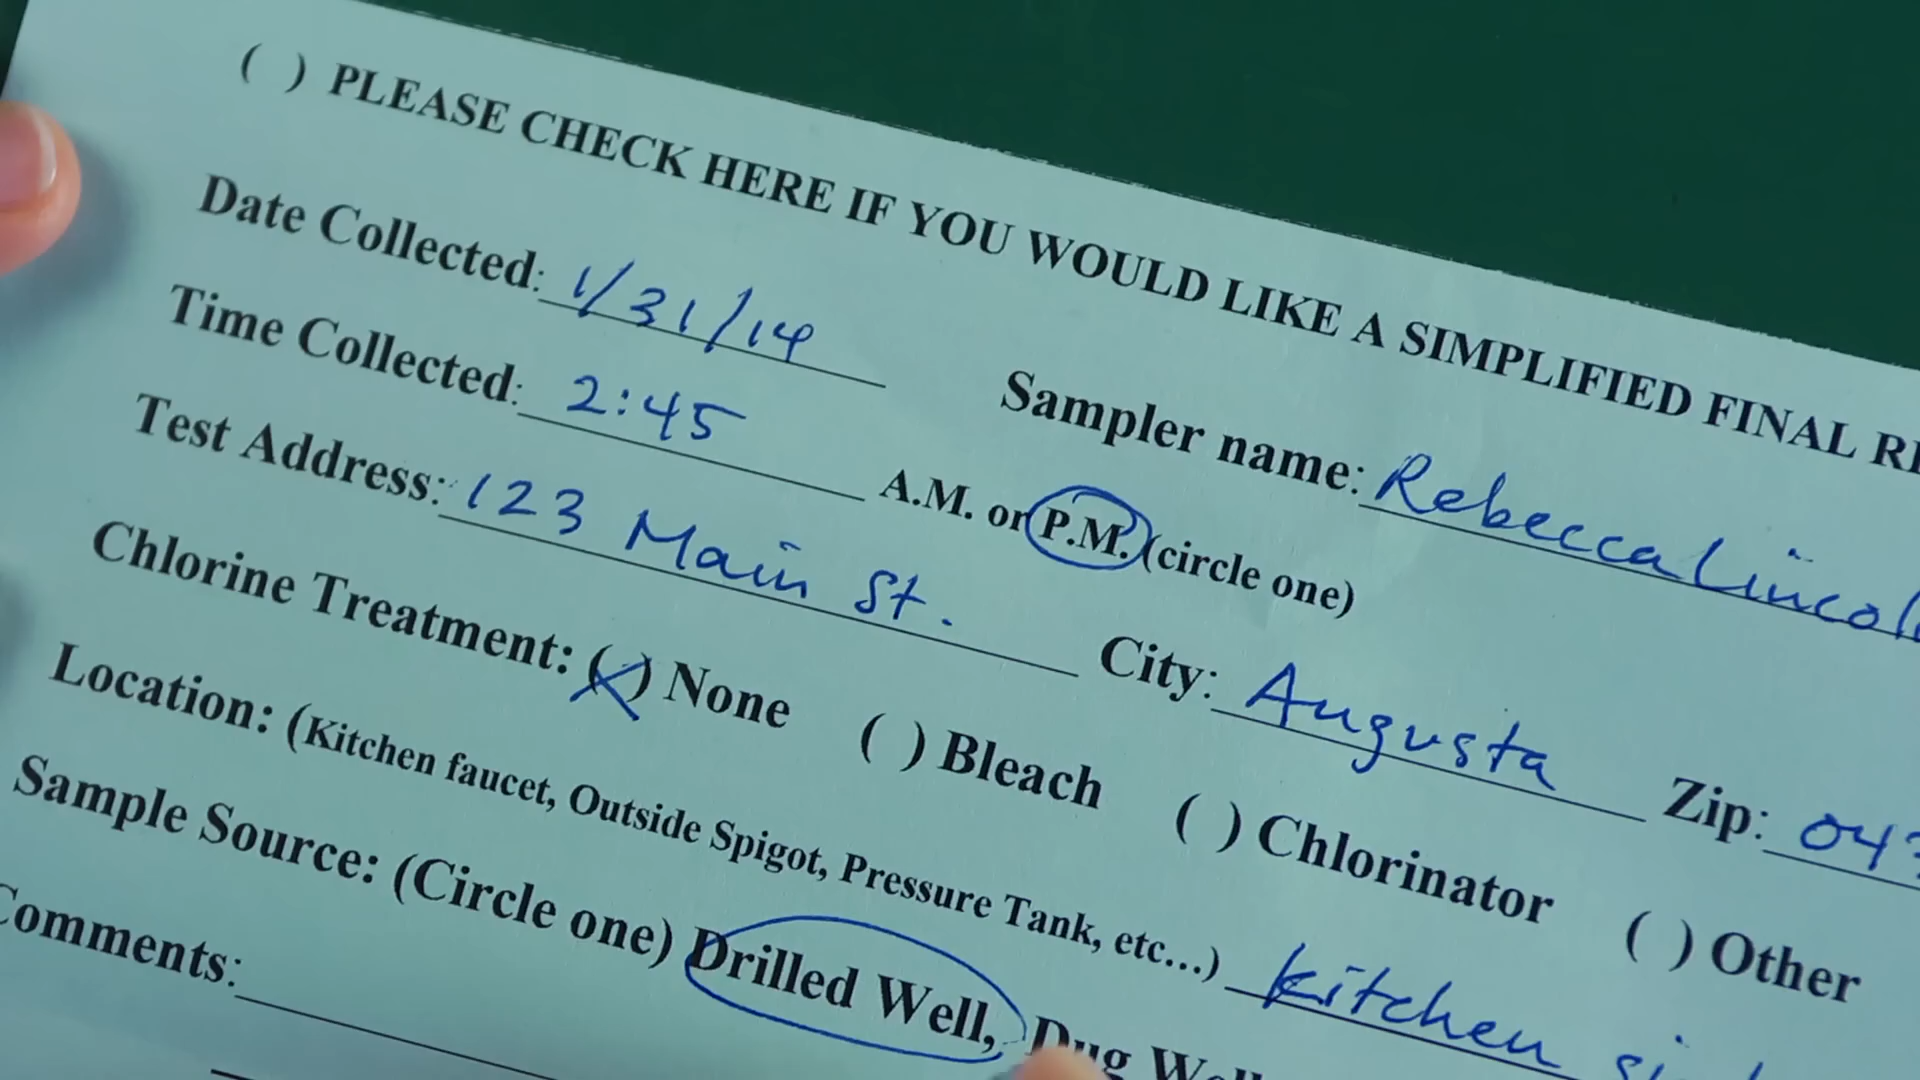 ( ) PLEASE CHECK HERE IF YOU WOULD LIKE A SIMPLIFIED FINAL
Date Collected: 1/31/14 Sampler name: Rebecca
Time Collected: 2:45 A.M. or P.M. (circle one)
Test Address: 123 Main St. City: Augusta Zip:
Chlorine Treatment: (X) None ( ) Bleach ( ) Chlorinator ( ) Other
Location: (Kitchen faucet, Outside Spigot, Pressure Tank, etc...) kitchen
Sample Source: (Circle one) Drilled Well, Dug
Comments: